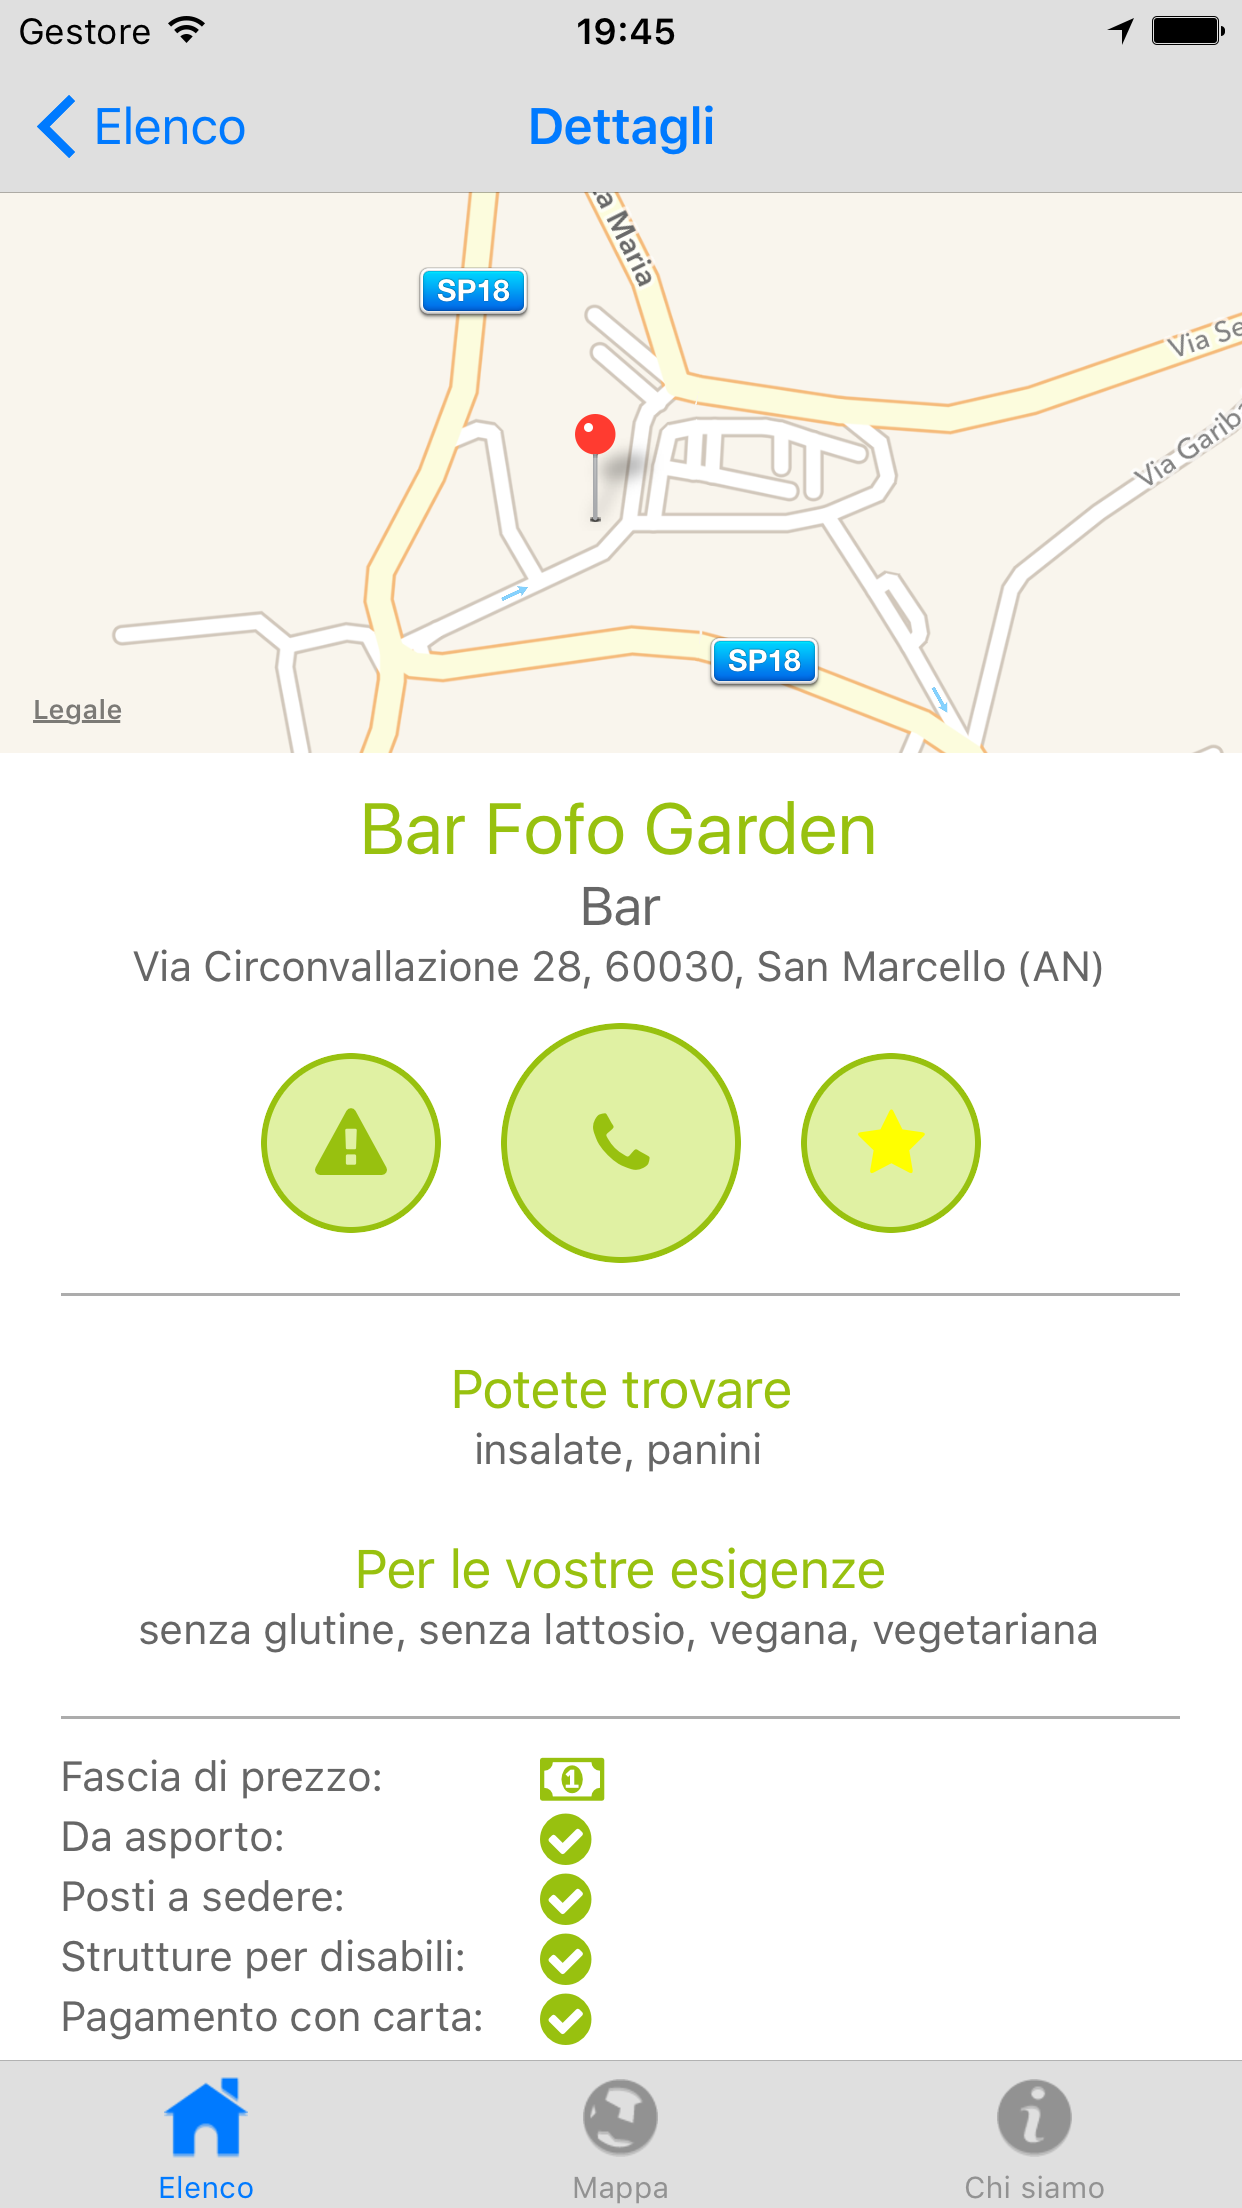 Gestore 19:45
Elenco Dettagli
a Maria
SP18
Via Se
Via Gariba
SP18
Legale
Bar Fofo Garden
Bar
Via Circonvallazione 28, 60030, San Marcello (AN)
Potete trovare
insalate, panini
Per le vostre esigenze
senza glutine, senza lattosio, vegana, vegetariana
Fascia di prezzo: 1
Da asporto:
Posti a sedere:
Strutture per disabili:
Pagamento con carta:
Elenco Mappa Chi siamo